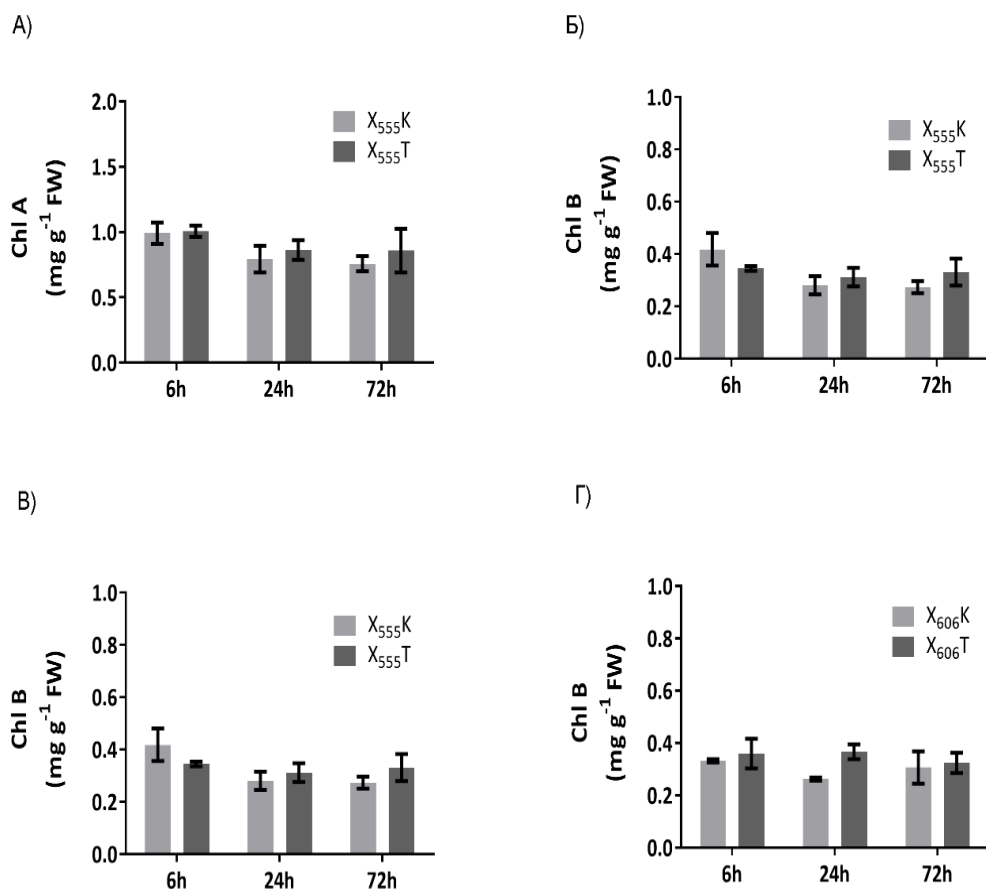 А)
Chl A
(mg g⁻¹ FW)
2.0
1.5
1.0
0.5
0.0
X₅₅₅K
X₅₅₅T
6h 24h 72h
Б)
Chl B
(mg g⁻¹ FW)
1.0
0.8
0.6
0.4
0.2
0.0
X₅₅₅K
X₅₅₅T
6h 24h 72h
В)
Chl B
(mg g⁻¹ FW)
1.0
0.8
0.6
0.4
0.2
0.0
X₅₅₅K
X₅₅₅T
6h 24h 72h
Г)
Chl B
(mg g⁻¹ FW)
1.0
0.8
0.6
0.4
0.2
0.0
X₆₀₆K
X₆₀₆T
6h 24h 72h